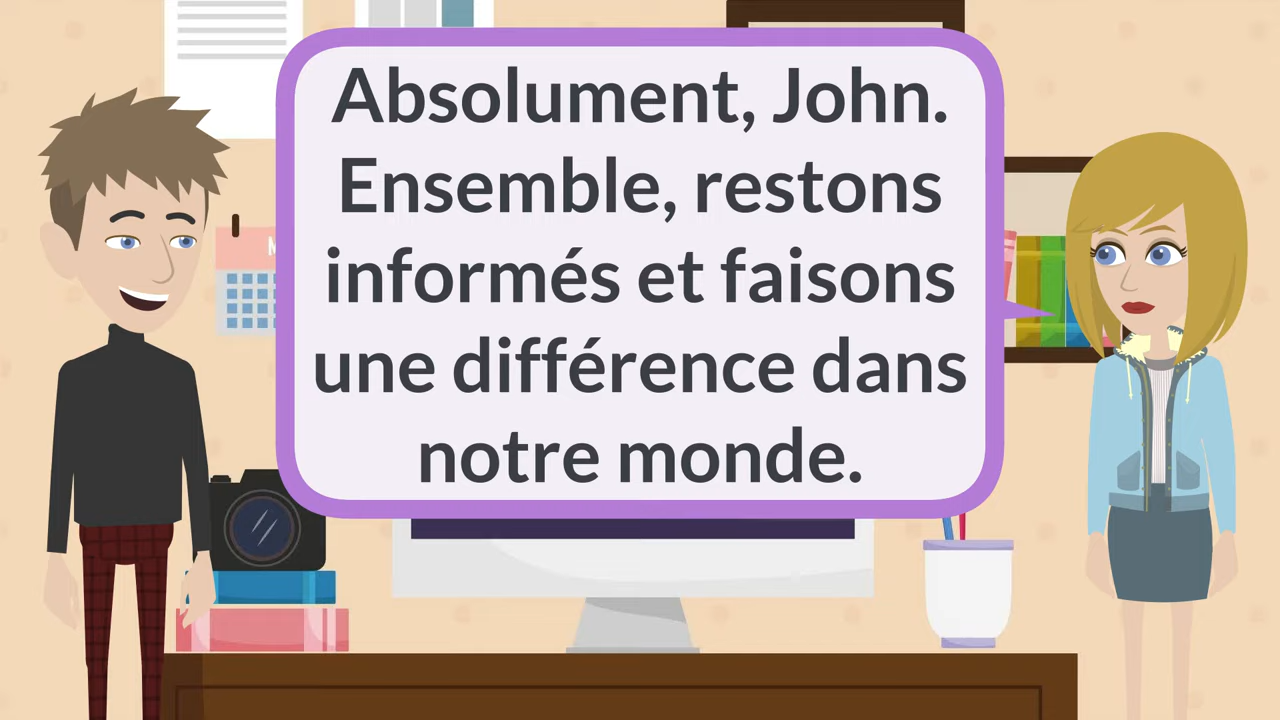 Absolument, John.
Ensemble, restons
informés et faisons
une différence dans
notre monde.